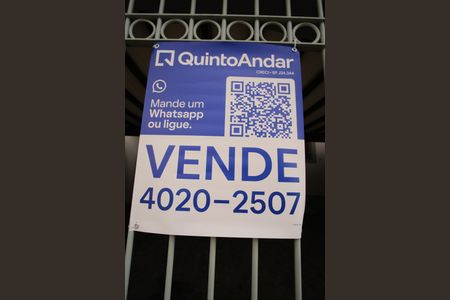 QuintoAndar
CRECI-SP J24.344
Mande um
Whatsapp
ou ligue.
VENDE
4020-2507